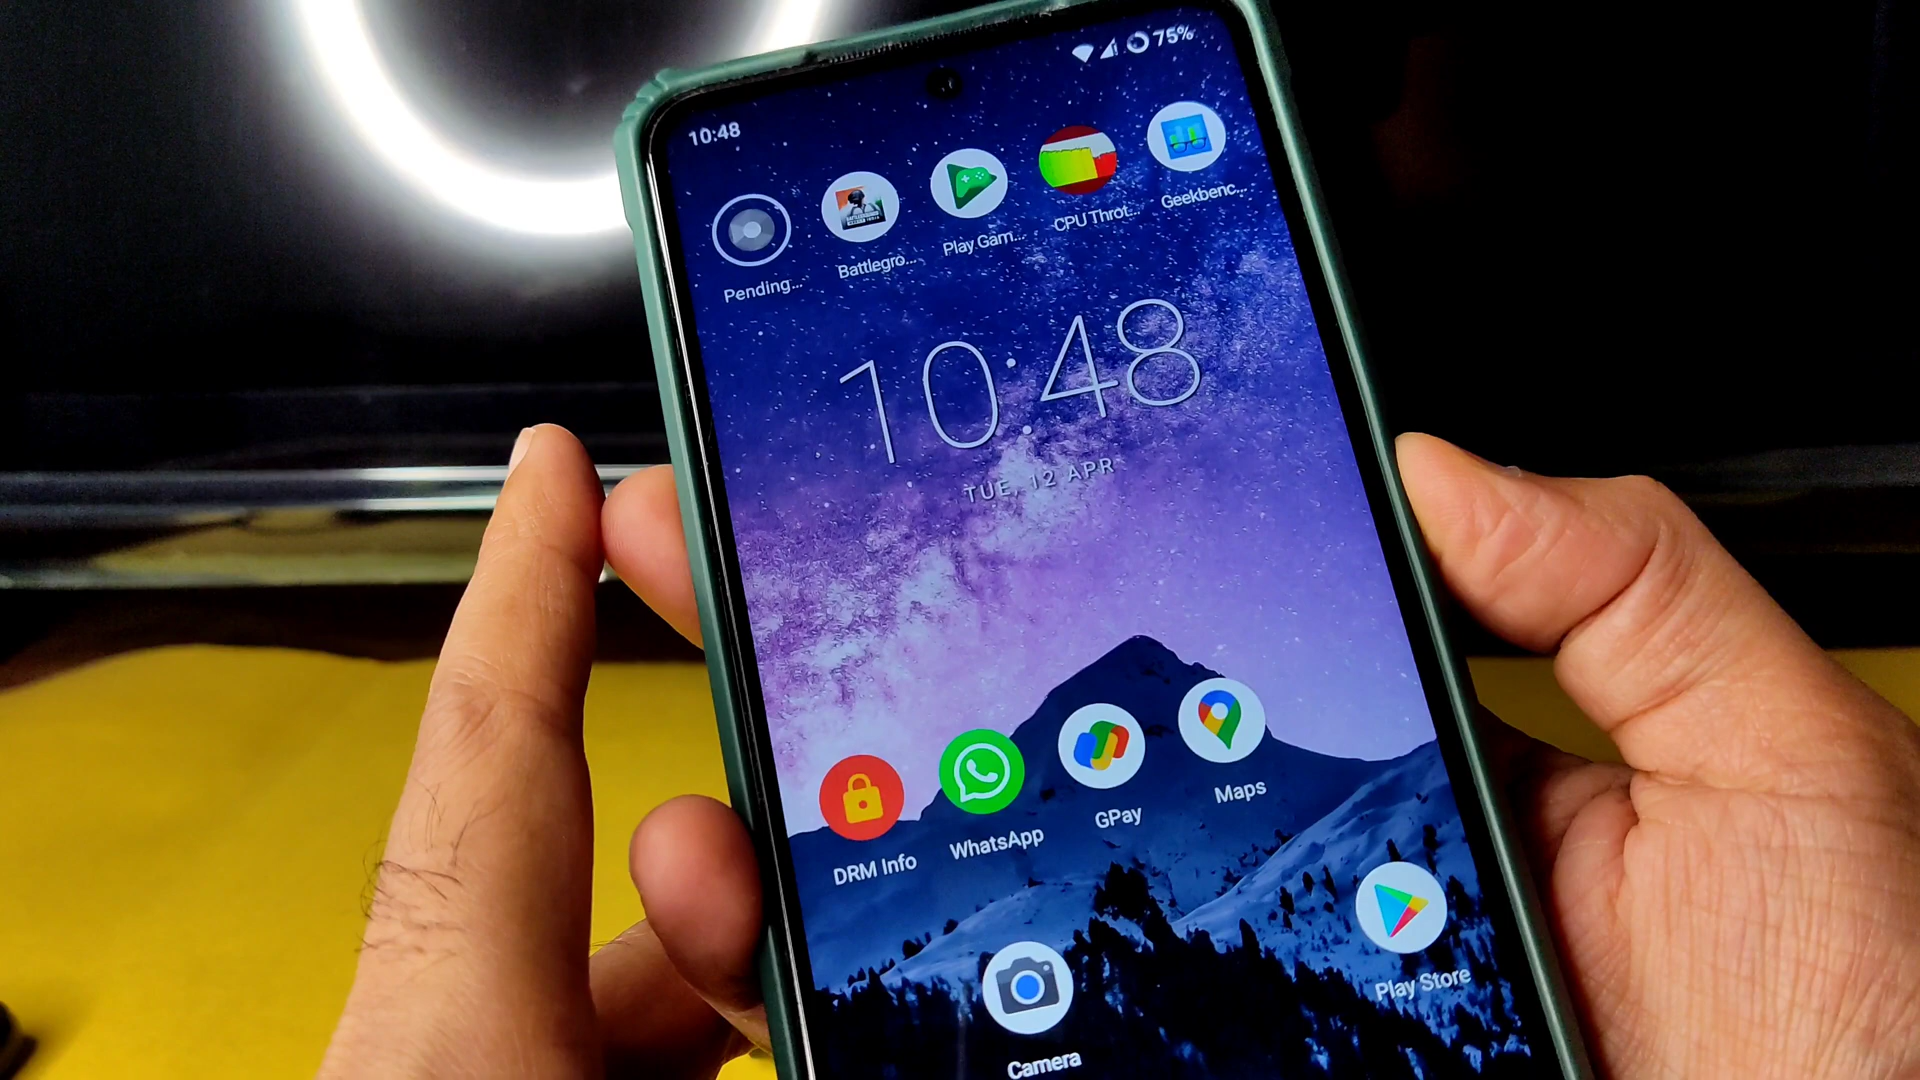 75%
10:48
Pending...
Battlegro...
Play Gam...
CPU Throt...
Geekbenc...
10:48
TUE, 12 APR
DRM Info
WhatsApp
GPay
Maps
Camera
Play Store